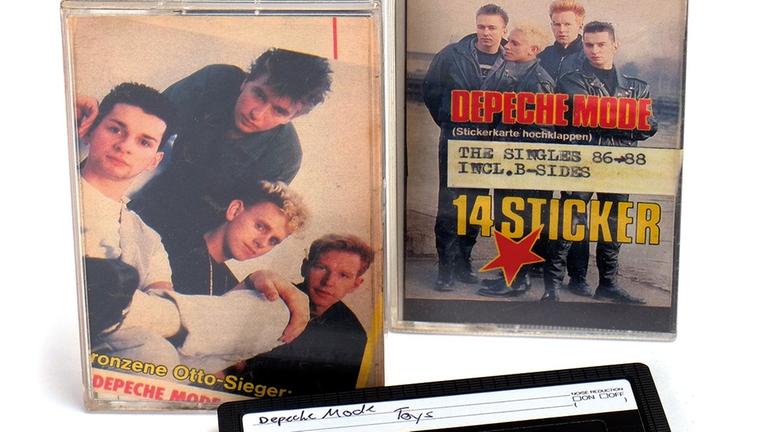 ronzene Otto-Sieger:
DEPECHE MODE
DEPECHE MODE
(Stickerkarte hochklappen)
THE SINGLES 86-88
INCL.B-SIDES
14 STICKER
Depeche Mode Toys
NOISE REDUCTION
ON OFF